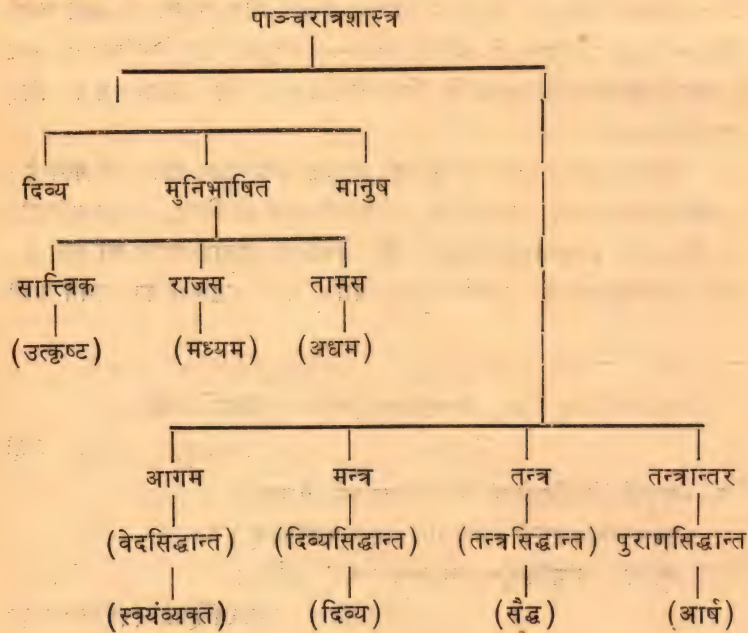 पाञ्चरात्रशास्त्र
दिव्य मुनिभाषित मानुष
सात्त्विक राजस तामस
(उत्कृष्ट) (मध्यम) (अधम)
आगम मन्त्र तन्त्र तन्त्रान्तर
(वेदसिद्धान्त) (दिव्यसिद्धान्त) (तन्त्रसिद्धान्त) पुराणसिद्धान्त
(स्वयंव्यक्त) (दिव्य) (सैद्ध) (आर्ष)